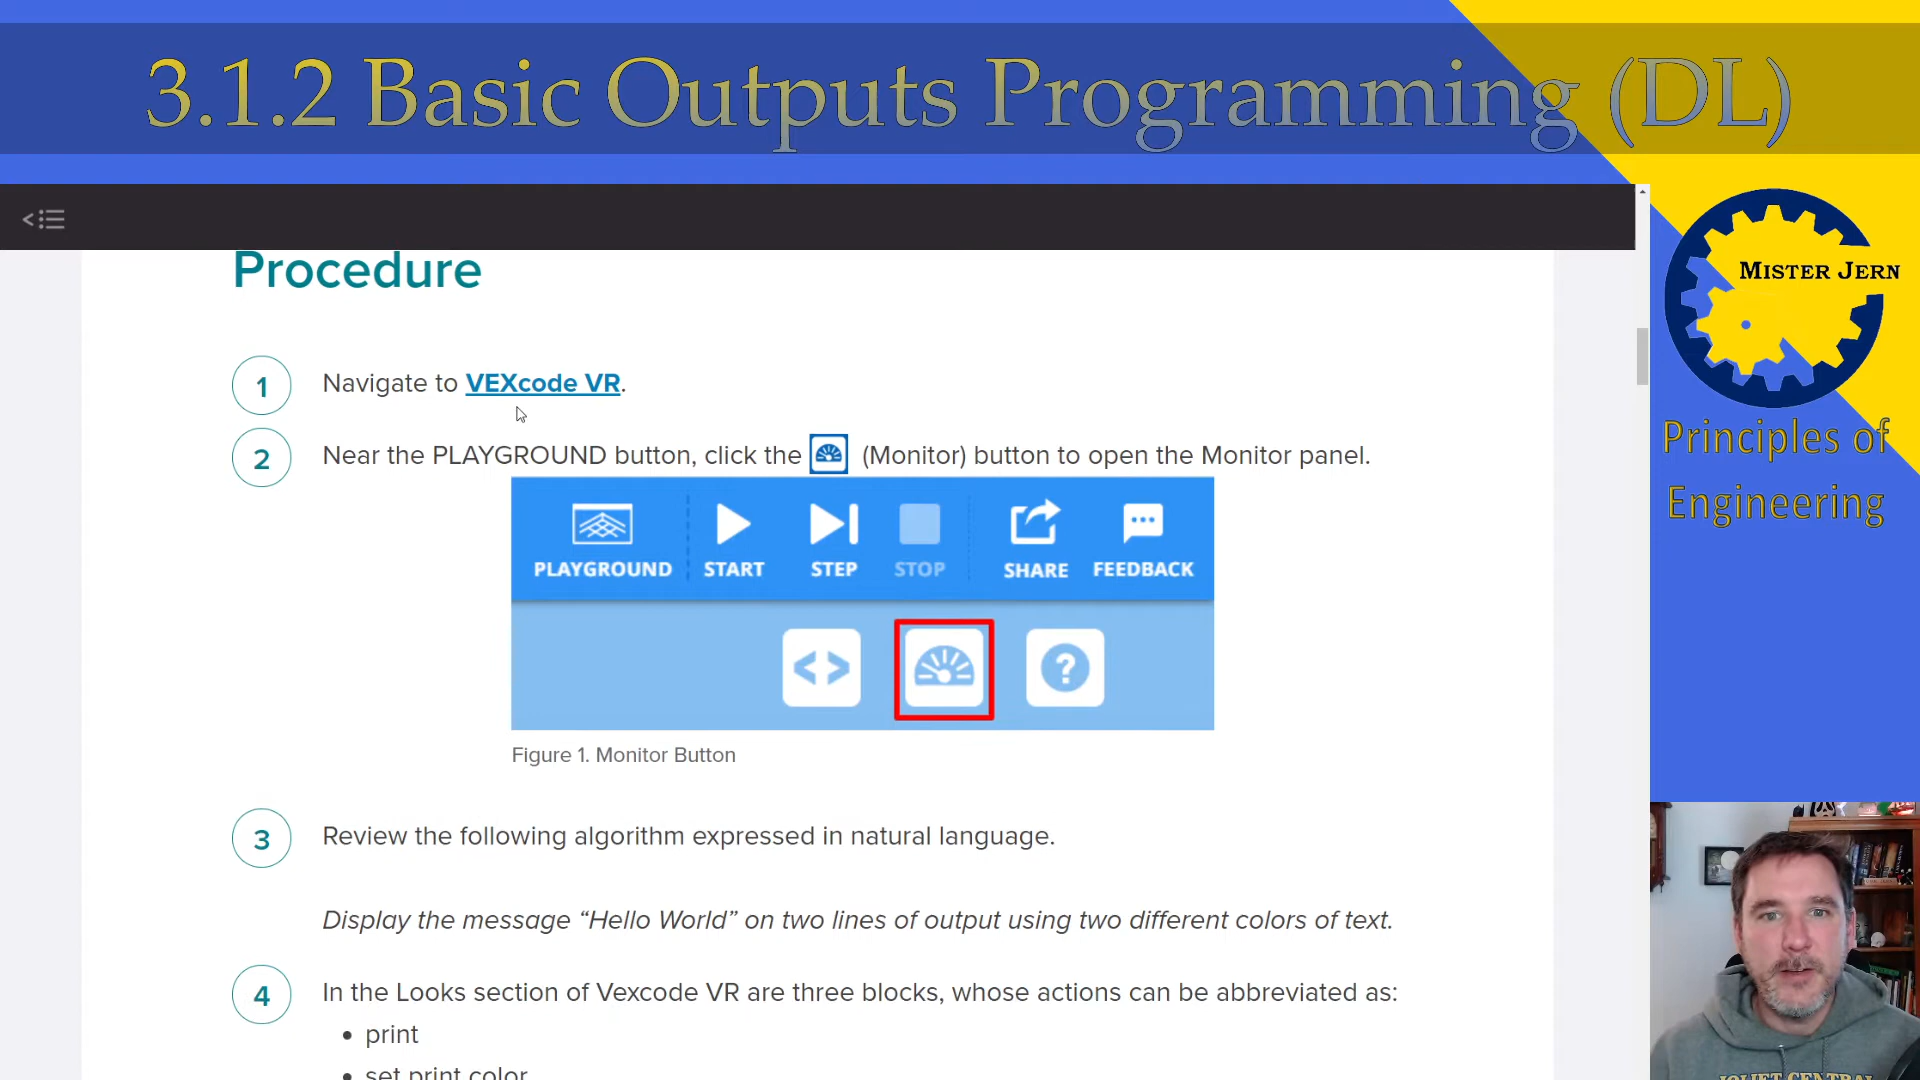 3.1.2 Basic Outputs Programming (DL)
MISTER JERN
Principles of
Engineering
Procedure
1
Navigate to VEXcode VR.
2
Near the PLAYGROUND button, click the (Monitor) button to open the Monitor panel.
PLAYGROUND START STEP STOP SHARE FEEDBACK
< > ?
Figure 1. Monitor Button
3
Review the following algorithm expressed in natural language.
Display the message “Hello World” on two lines of output using two different colors of text.
4
In the Looks section of Vexcode VR are three blocks, whose actions can be abbreviated as:
• print
• set print color
JOLIET CENTRAL